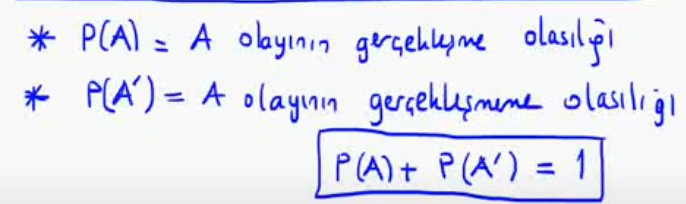 * P(A) = A olayının gerçekleşme olasılığı
* P(A') = A olayının gerçekleşmeme olasılığı
P(A) + P(A') = 1